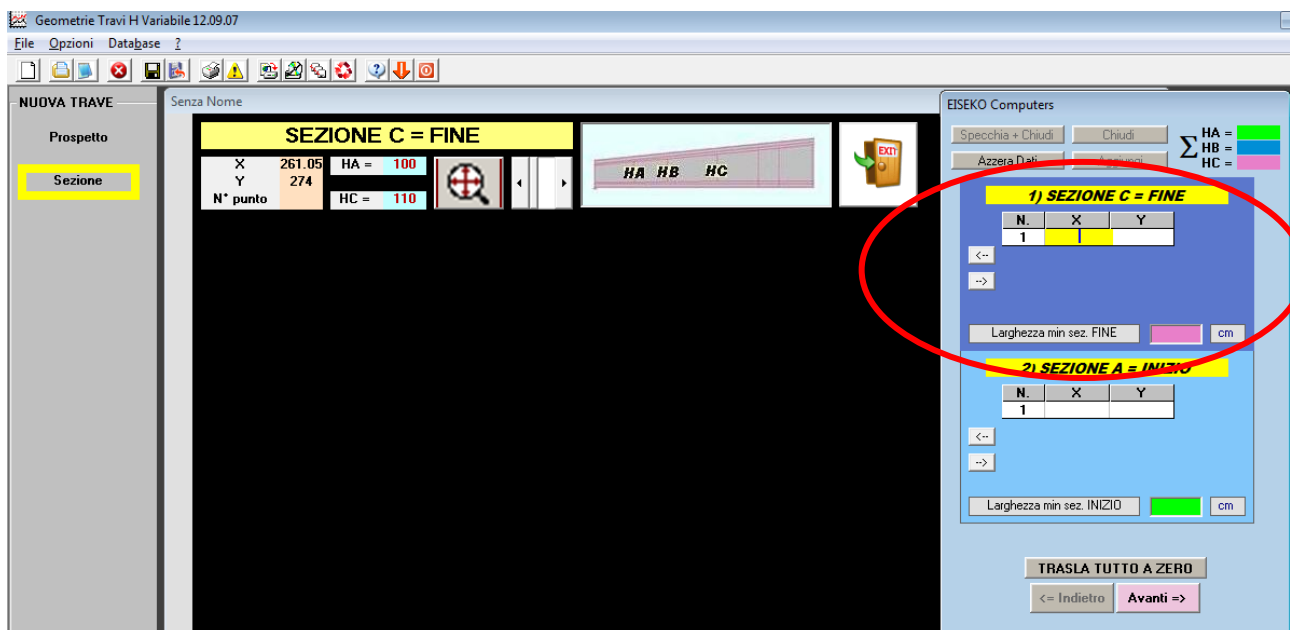 Geometrie Travi H Variabile 12.09.07
File Opzioni Database ?
NUOVA TRAVE
Prospetto
Sezione
Senza Nome
SEZIONE C = FINE
X 261.05 HA = 100
Y 274
N° punto HC = 110
HA HB HC
EXIT
EISEKO Computers
Specchia + Chiudi Chiudi
Azzera Dati Aggiungi
Σ HA =
HB =
HC =
1) SEZIONE C = FINE
N. X Y
1
<--
-->
Larghezza min sez. FINE cm
2) SEZIONE A = INIZIO
N. X Y
1
<--
-->
Larghezza min sez. INIZIO cm
TRASLA TUTTO A ZERO
<= Indietro Avanti =>